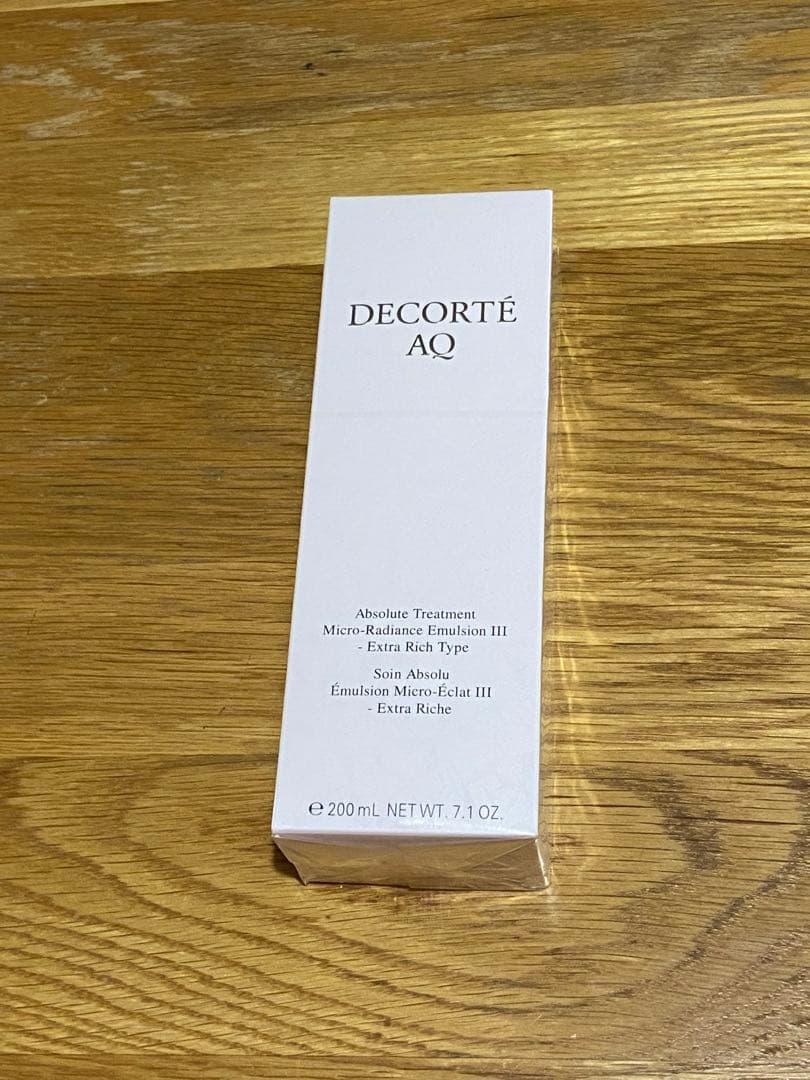 DECORTÉ
AQ
Absolute Treatment
Micro-Radiance Emulsion III
- Extra Rich Type
Soin Absolu
Émulsion Micro-Éclat III
- Extra Riche
℮ 200 mL NET WT. 7.1 OZ.